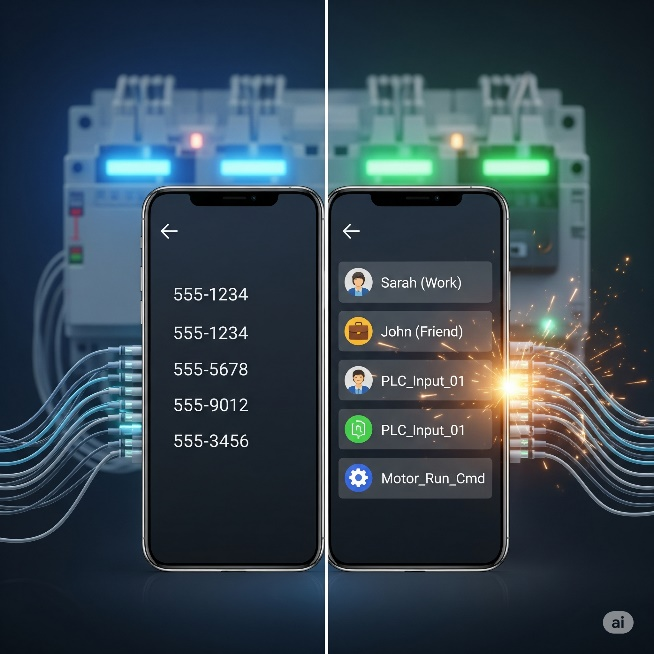 555-1234
555-1234
555-5678
555-9012
555-3456
Sarah (Work)
John (Friend)
PLC_Input_01
PLC_Input_01
Motor_Run_Cmd
ai